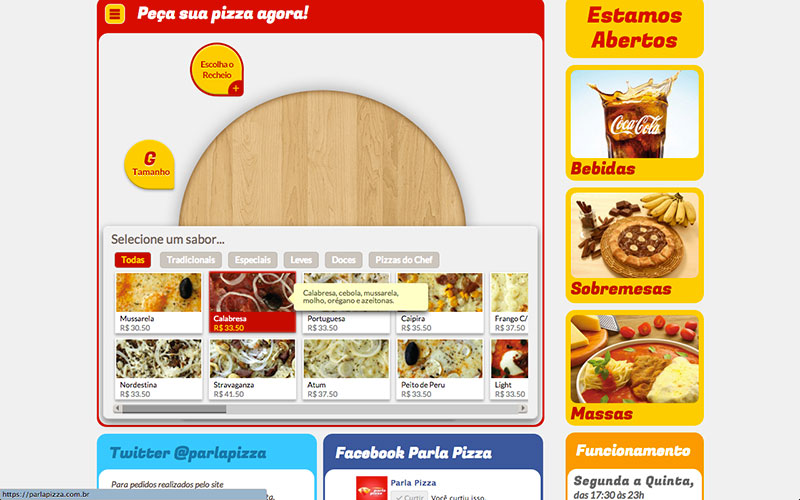 Peça sua pizza agora!
Escolha o
Recheio
+
G
Tamanho
Selecione um sabor...
Todas
Tradicionais
Especiais
Leves
Doces
Pizzas do Chef
Mussarela
R$ 30.50
Calabresa
R$ 33.50
Calabresa, cebola, mussarela,
molho, orégano e azeitonas.
Portuguesa
R$ 33.50
Caipira
R$ 35.50
Frango C/
R$ 37.50
Nordestina
R$ 33.50
Stravaganza
R$ 41.50
Atum
R$ 37.50
Peito de Peru
R$ 33.50
Light
R$ 33.50
Estamos
Abertos
Coca-Cola
Bebidas
Sobremesas
Massas
Twitter @parlapizza
Para pedidos realizados pelo site
Facebook Parla Pizza
parla
pizza
Parla Pizza
Curtir
Você curtiu isso.
Funcionamento
Segunda a Quinta,
das 17:30 às 23h
https://parlapizza.com.br